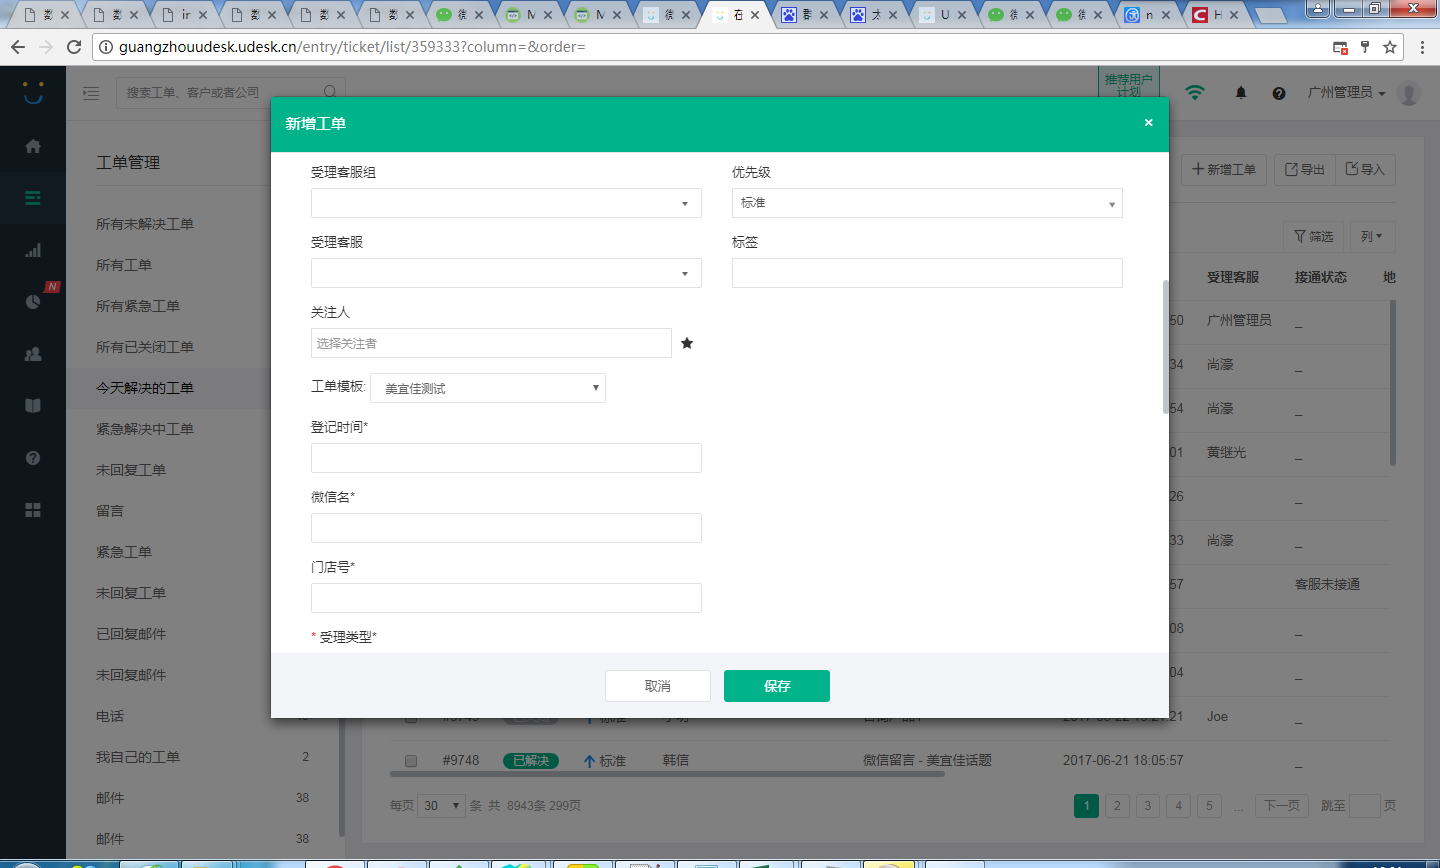 guangzhouudesk.udesk.cn/entry/ticket/list/359333?column=&order=
搜索工单、客户或者公司
推荐用户
计划
广州管理员
新增工单
×
工单管理
新增工单
导出
导入
所有未解决工单
所有工单
所有紧急工单
所有已关闭工单
今天解决的工单
紧急解决中工单
未回复工单
留言
紧急工单
未回复工单
已回复邮件
未回复邮件
电话
我自己的工单 2
邮件 38
邮件 38
N
受理客服组
优先级
标准
受理客服
标签
关注人
选择关注者
工单模板: 美宜佳测试
登记时间*
微信名*
门店号*
* 受理类型*
取消
保存
筛选
列
受理客服 接通状态 地
50 广州管理员 _
34 尚濠 _
54 尚濠 _
01 黄继光 _
26 _
33 尚濠 _
57 客服未接通
08 _
04 _
21 Joe _
#9748 已解决 标准 韩信 微信留言 - 美宜佳话题 2017-06-21 18:05:57 _
每页 30 条 共 8943条 299页
1 2 3 4 5 ... 下一页 跳至 页